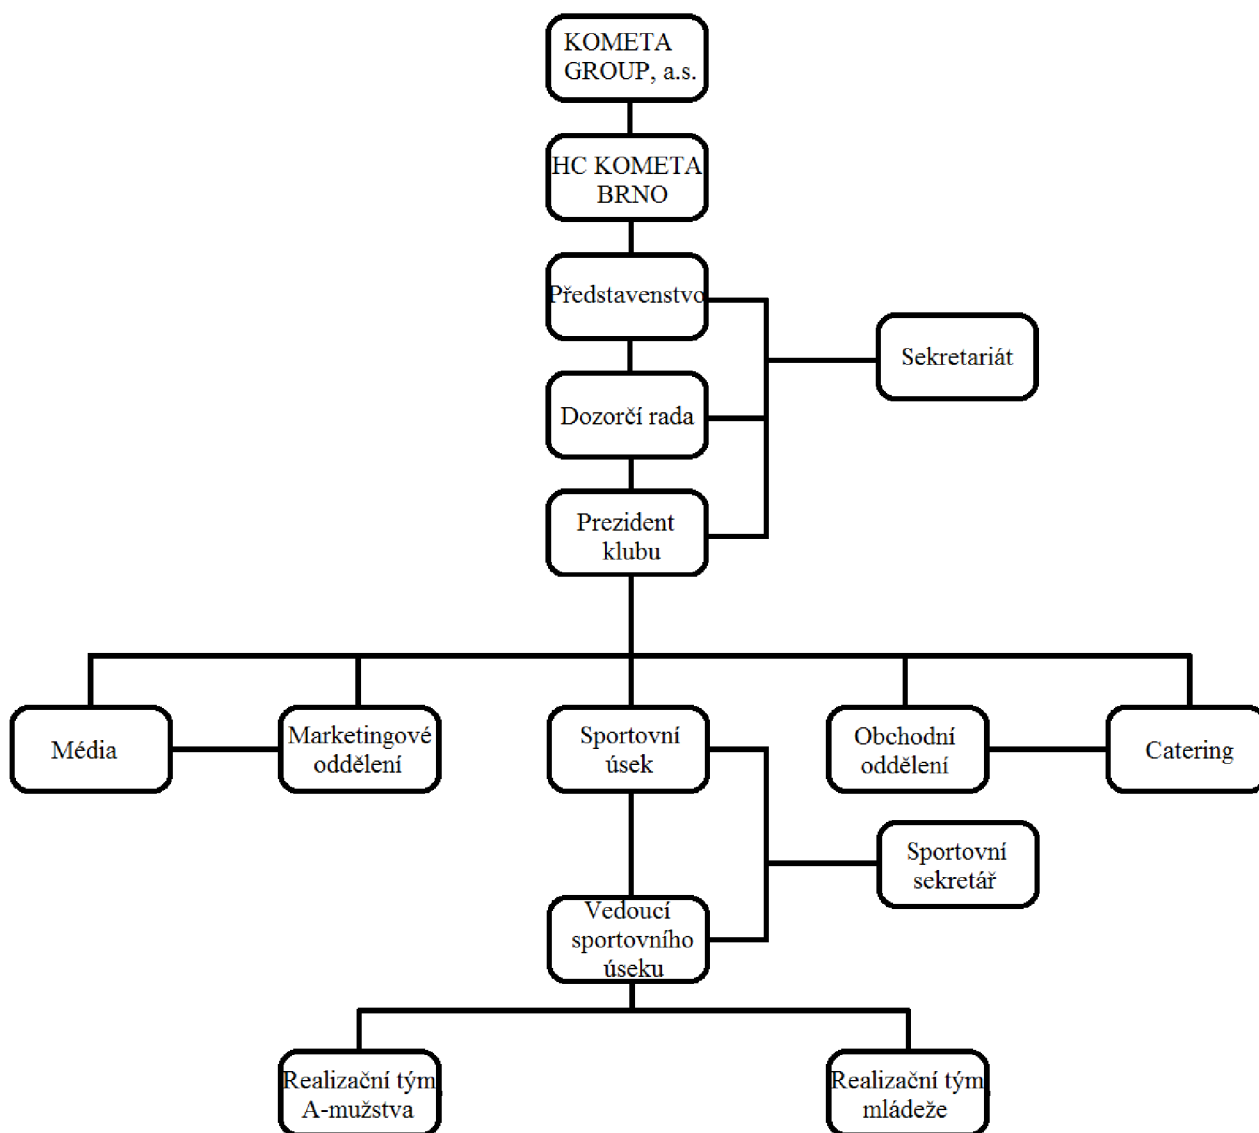 KOMETA
GROUP, a.s.
HC KOMETA
BRNO
Představenstvo
Sekretariát
Dozorčí rada
Prezident
klubu
Média
Marketingové
oddělení
Sportovní
úsek
Obchodní
oddělení
Catering
Sportovní
sekretář
Vedoucí
sportovního
úseku
Realizační tým
A-mužstva
Realizační tým
mládeže